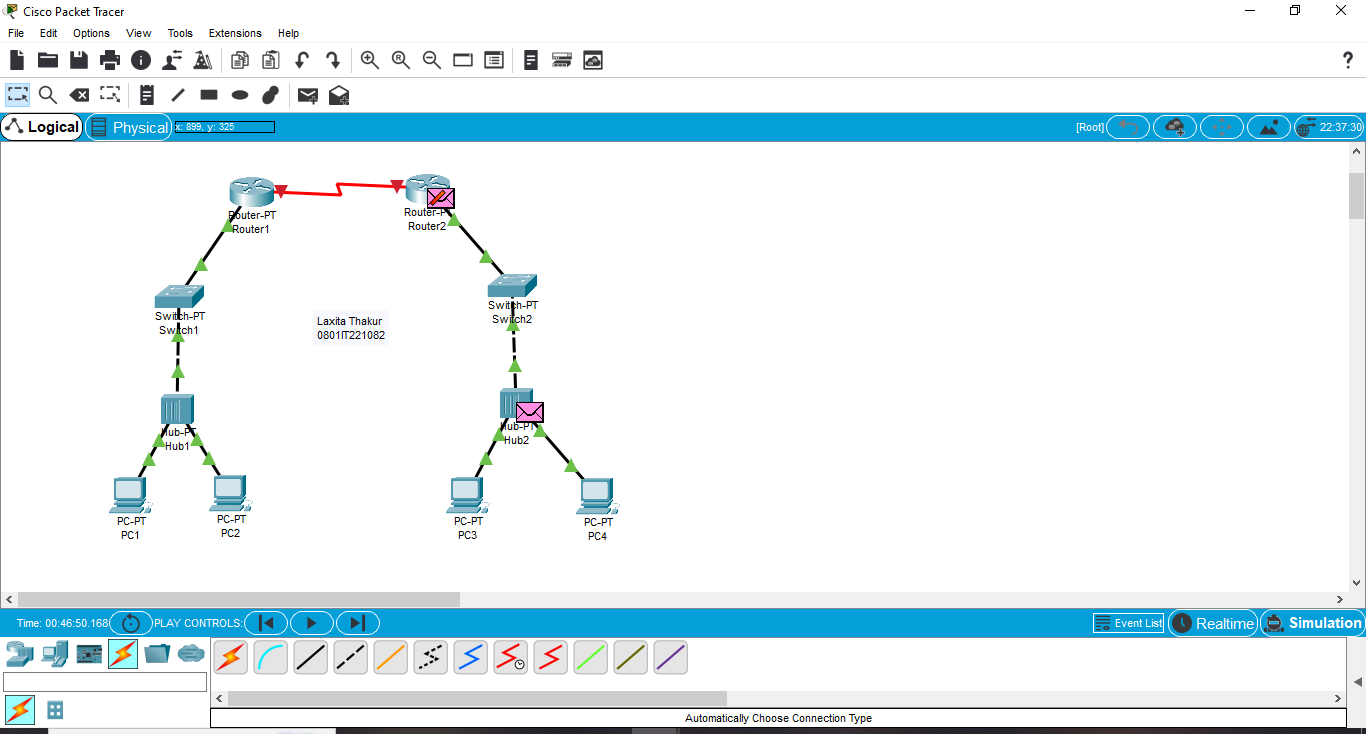 Cisco Packet Tracer
File Edit Options View Tools Extensions Help
Logical Physical x: 899, y: 325 [Root] 22:37:30
Router-PT
Router1
Router-P
Router2
Switch-PT
Switch1
Switch-PT
Switch2
Laxita Thakur
0801IT221082
Hub-PT
Hub1
Hub-PT
Hub2
PC-PT
PC1
PC-PT
PC2
PC-PT
PC3
PC-PT
PC4
Time: 00:46:50.168 PLAY CONTROLS: Event List Realtime Simulation
Automatically Choose Connection Type